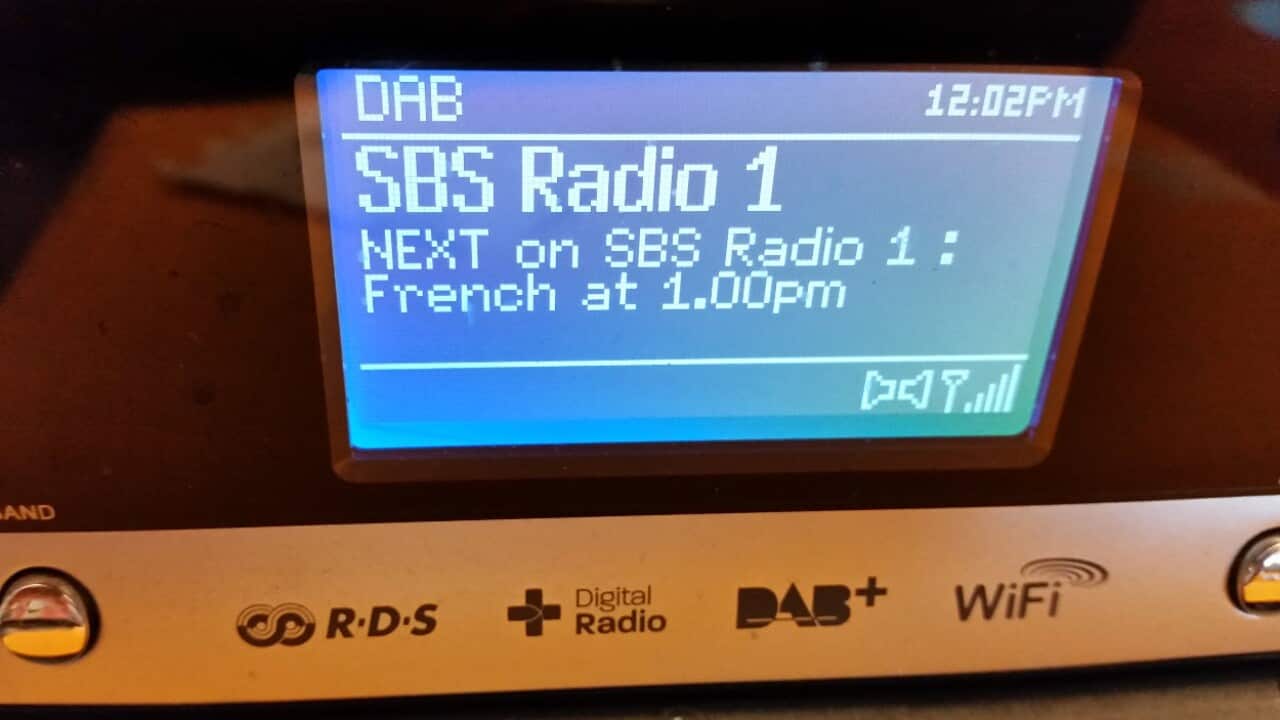 DAB
12:02PM
SBS Radio 1
NEXT on SBS Radio 1 :
French at 1.00pm
R·D·S
Digital
Radio
DAB+
WiFi